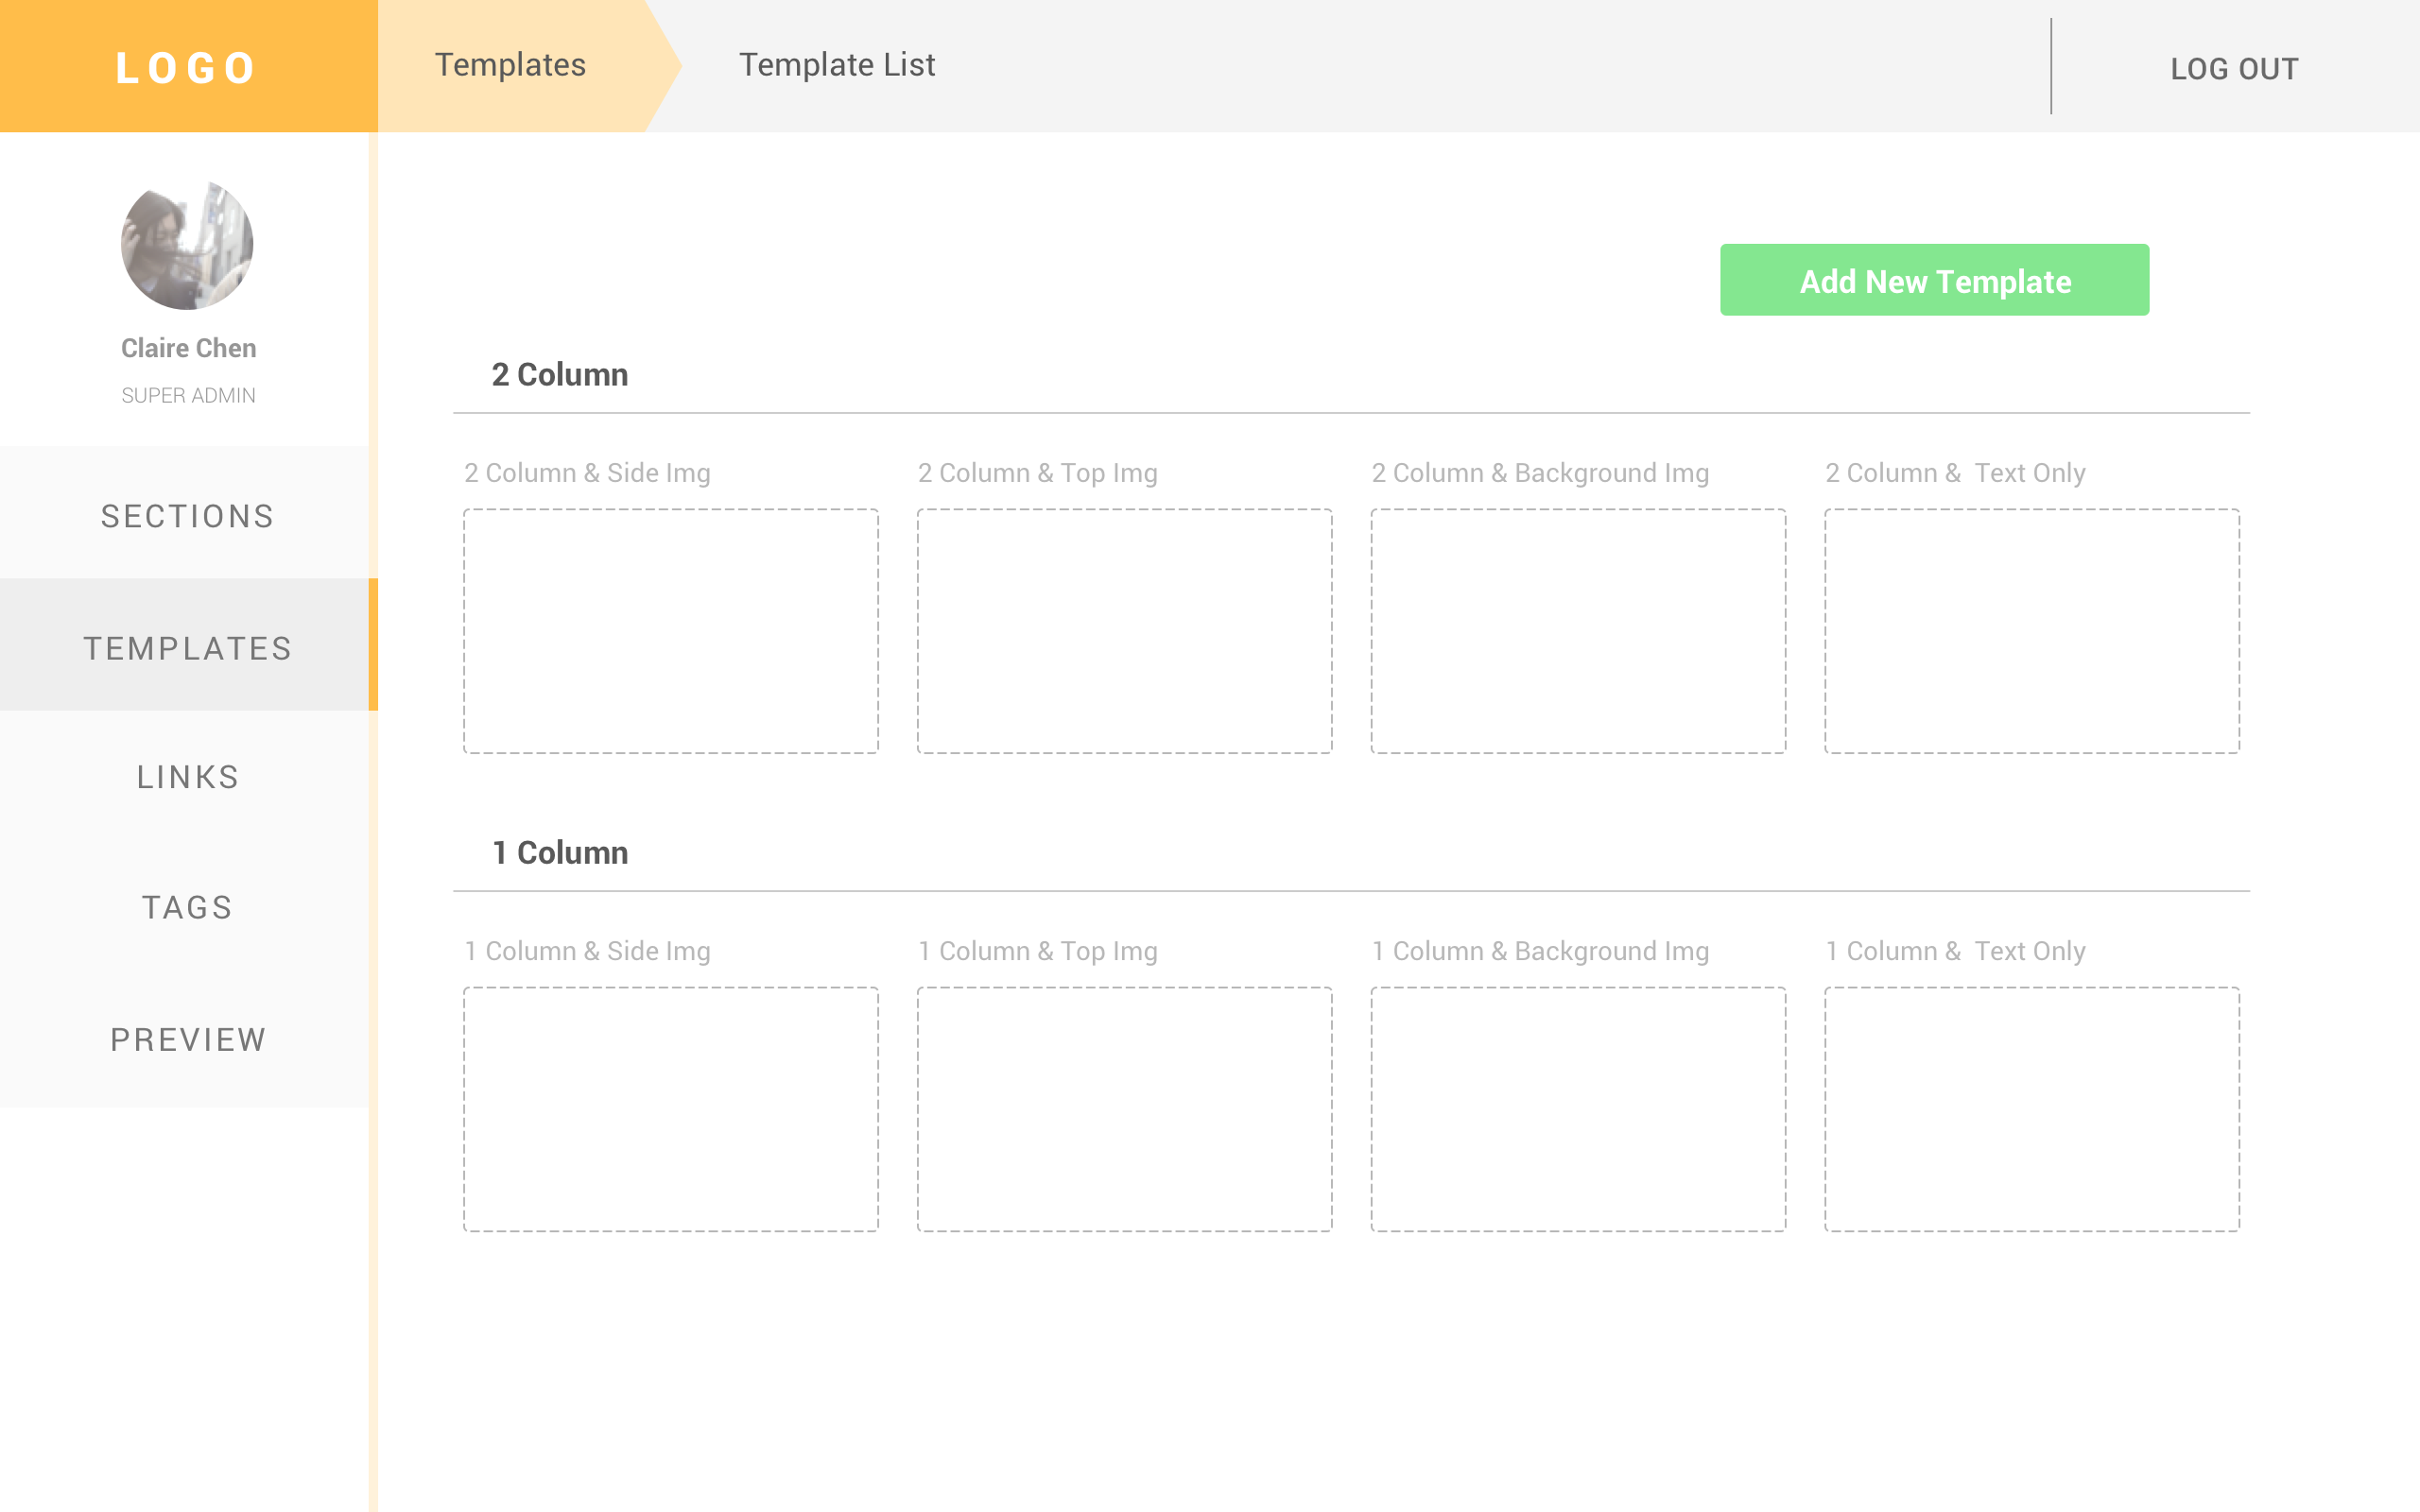 LOGO
Templates
Template List
LOG OUT
Claire Chen
SUPER ADMIN
SECTIONS
TEMPLATES
LINKS
TAGS
PREVIEW
Add New Template
2 Column
2 Column & Side Img
2 Column & Top Img
2 Column & Background Img
2 Column &  Text Only
1 Column
1 Column & Side Img
1 Column & Top Img
1 Column & Background Img
1 Column &  Text Only